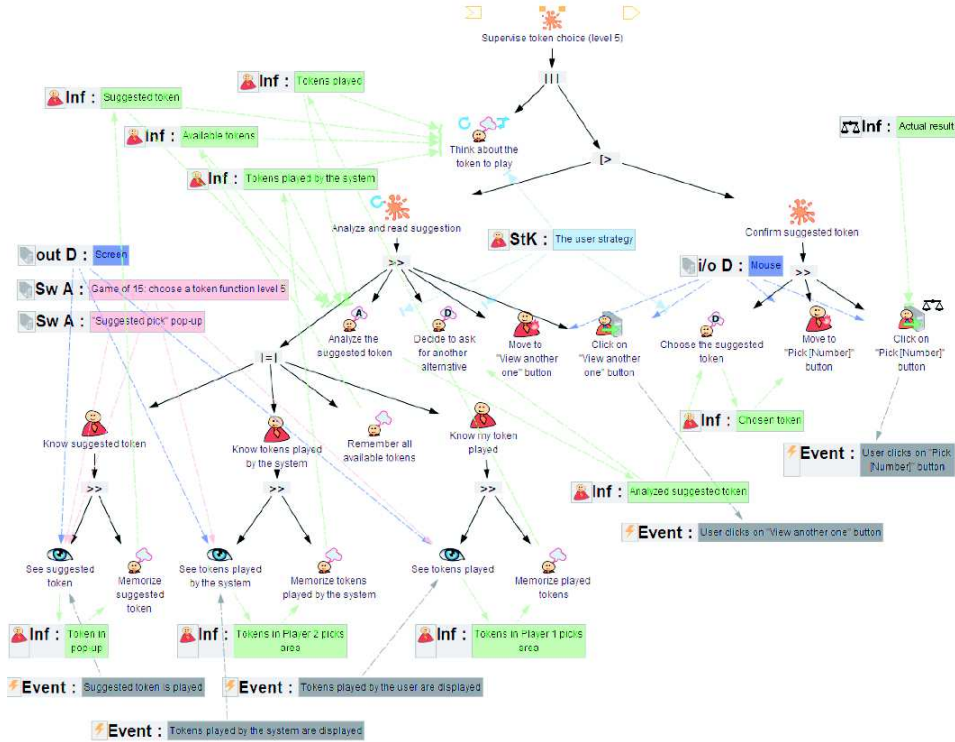 Supervise token choice (level 5)
|||
Inf : Tokens played
Inf : Suggested token
Inf : Available tokens
Inf : Tokens played by the system
Think about the
token to play
[>
Inf : Actual result
Analyze and read suggestion
StK : The user strategy
Confirm suggested token
out D : Screen
>>
i/o D : Mouse
>>
Sw A : Game of 15: choose a token function level 5
Sw A : "Suggested pick" pop-up
A
Analyze the
suggested token
D
Decide to ask
for another
alternative
Move to
"View another
one" button
Click on
"View another
one" button
D
Choose the suggested
token
Move to
"Pick [Number]"
button
Click on
"Pick [Number]"
button
|=|
Know suggested token
Know tokens played
by the system
Remember all
available tokens
Know my token
played
Inf : Chosen token
Event : User clicks on "Pick
[Number]" button
>>
>>
>>
Inf : Analyzed suggested token
Event : User clicks on "View another one" button
See suggested
token
Memorize
suggested
token
See tokens played
by the system
Memorize tokens
played by the system
See tokens played
Memorize played
tokens
Inf : Token in
pop-up
Inf : Tokens in Player 2 picks
area
Inf : Tokens in Player 1 picks
area
Event : Suggested token is played
Event : Tokens played by the user are displayed
Event : Tokens played by the system are displayed